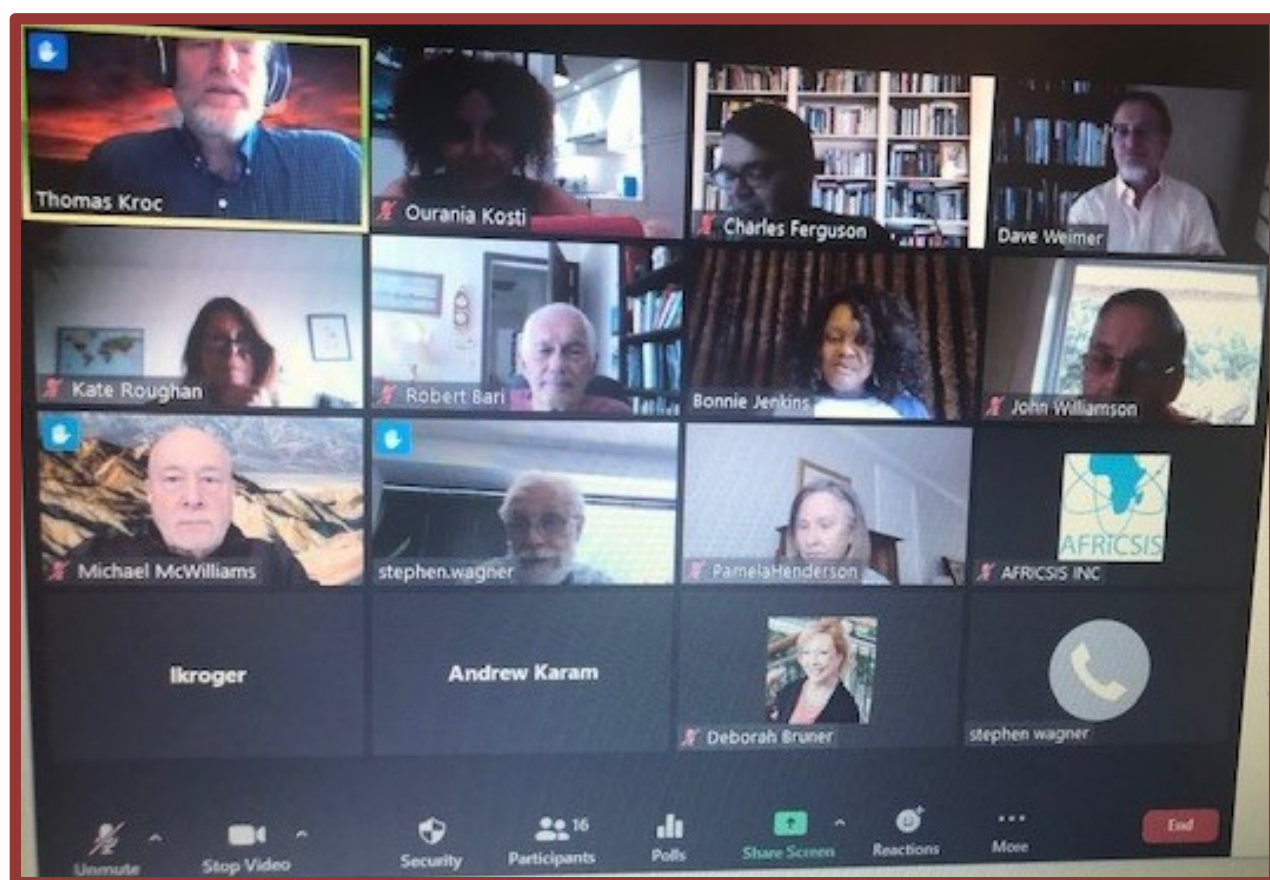 Thomas Kroc
Ourania Kosti
Charles Ferguson
Dave Weimer
Kate Roughan
Robert Bari
Bonnie Jenkins
John Williamson
Michael McWilliams
stephen.wagner
PamelaHenderson
AFRiCSIS
AFRICSIS INC
lkroger
Andrew Karam
Deborah Bruner
stephen wagner
Unmute
Stop Video
Security
Participants
16
Polls
Share Screen
Reactions
More
End